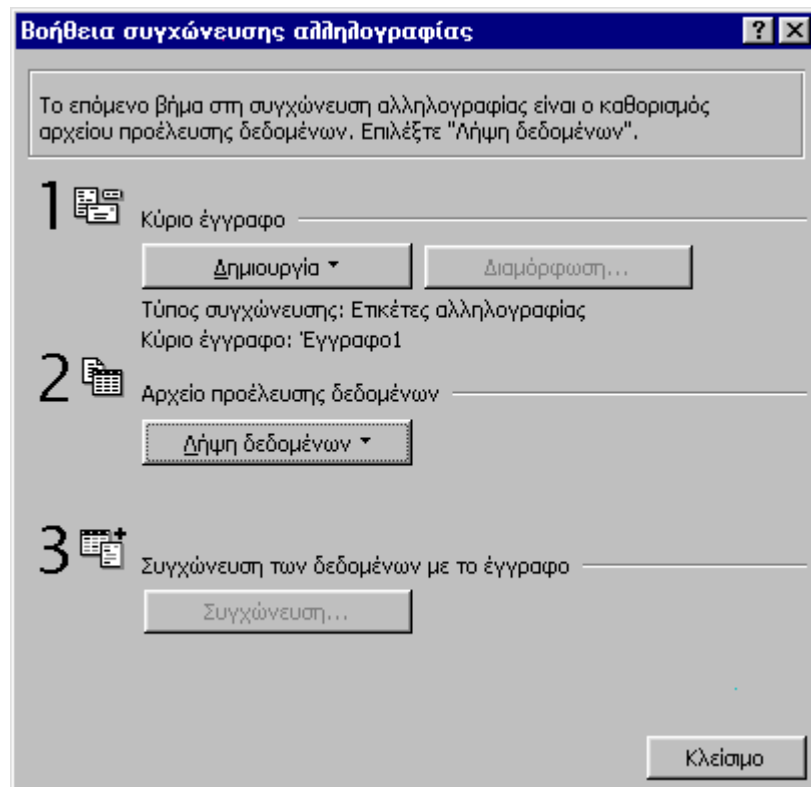 Βοήθεια συγχώνευσης αλληλογραφίας
Το επόμενο βήμα στη συγχώνευση αλληλογραφίας είναι ο καθορισμός
αρχείου προέλευσης δεδομένων. Επιλέξτε "Λήψη δεδομένων".
1 Κύριο έγγραφο
Δημιουργία Διαμόρφωση...
Τύπος συγχώνευσης: Ετικέτες αλληλογραφίας
Κύριο έγγραφο: Έγγραφο1
2 Αρχείο προέλευσης δεδομένων
Λήψη δεδομένων
3 Συγχώνευση των δεδομένων με το έγγραφο
Συγχώνευση...
Κλείσιμο